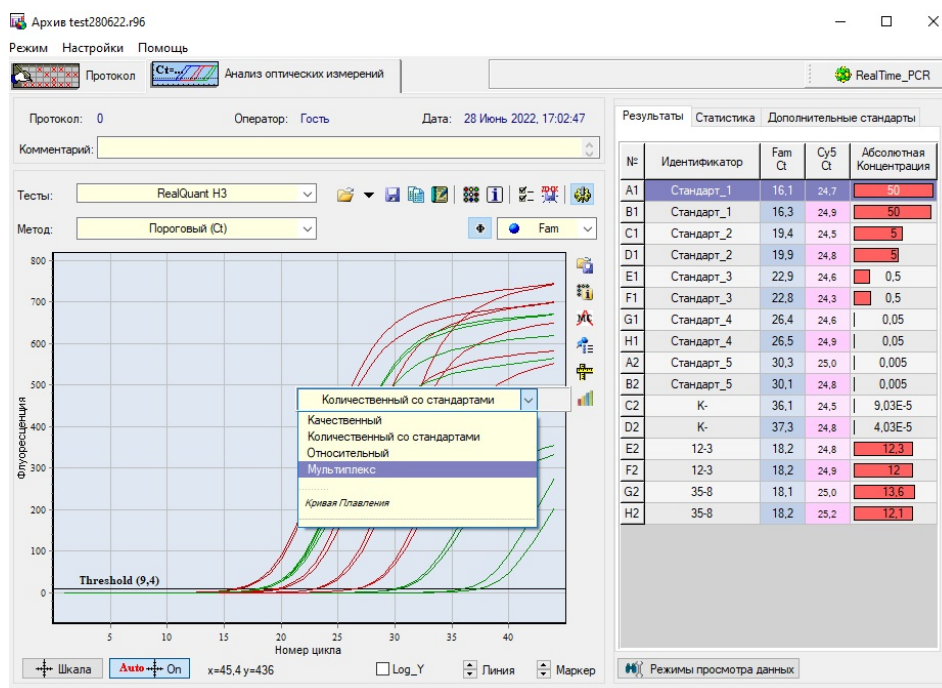 Архив test280622.r96
Режим Настройки Помощь
Протокол
Ct=..
Анализ оптических измерений
RealTime_PCR
Протокол: 0 Оператор: Гость Дата: 28 Июнь 2022, 17:02:47
Комментарий:
Тесты: RealQuant H3
Метод: Пороговый (Ct) Fam
800
700
600
500
400
300
200
100
0
Флуоресценция
Количественный со стандартами
Качественный
Количественный со стандартами
Относительный
Мультиплекс
Кривая Плавления
Threshold (9,4)
5 10 15 20 25 30 35 40
Номер цикла
Шкала Auto On x=45,4 y=436 Log_Y Линия Маркер
Результаты Статистика Дополнительные стандарты
№ Идентификатор Fam Ct Cy5 Ct Абсолютная Концентрация
A1 Стандарт_1 16,1 24,7 50
B1 Стандарт_1 16,3 24,9 50
C1 Стандарт_2 19,4 24,5 5
D1 Стандарт_2 19,9 24,8 5
E1 Стандарт_3 22,9 24,6 0,5
F1 Стандарт_3 22,8 24,3 0,5
G1 Стандарт_4 26,4 24,6 0,05
H1 Стандарт_4 26,5 24,9 0,05
A2 Стандарт_5 30,3 25,0 0,005
B2 Стандарт_5 30,1 24,8 0,005
C2 K- 36,1 24,5 9,03E-5
D2 K- 37,3 24,8 4,03E-5
E2 12-3 18,2 24,8 12,3
F2 12-3 18,2 24,9 12
G2 35-8 18,1 25,0 13,6
H2 35-8 18,2 25,2 12,1
Режимы просмотра данных